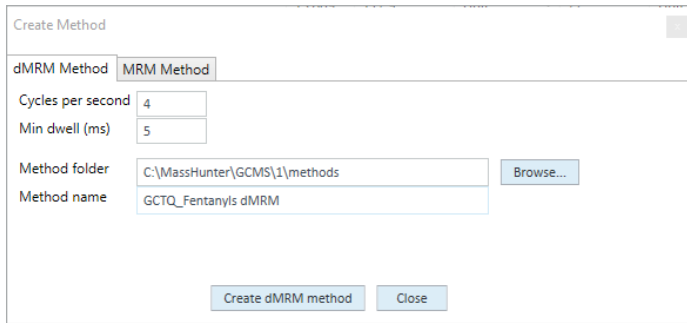 Create Method
dMRM Method MRM Method
Cycles per second 4
Min dwell (ms) 5
Method folder C:\MassHunter\GCMS\1\methods Browse...
Method name GCTQ_Fentanyls dMRM
Create dMRM method Close